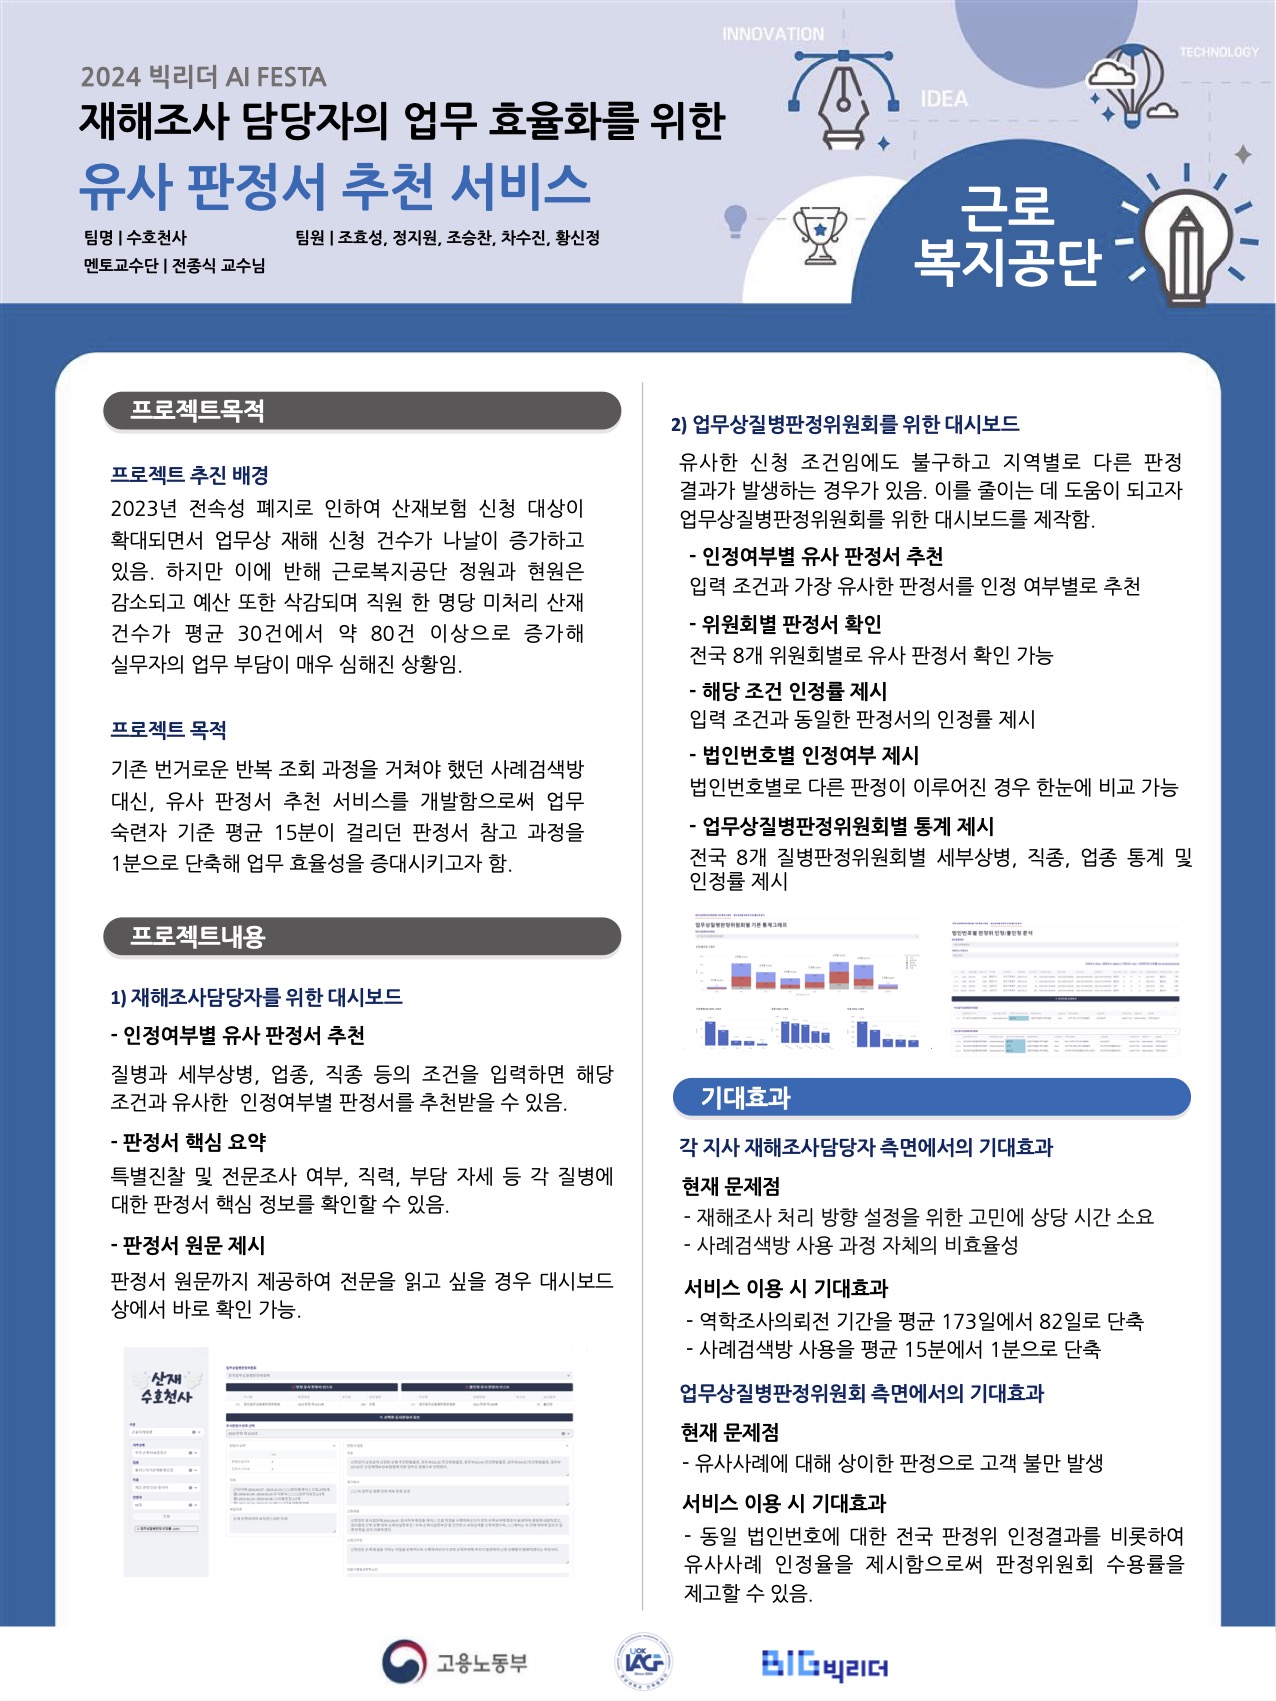 INNOVATION
TECHNOLOGY
IDEA
2024 빅리더 AI FESTA
재해조사 담당자의 업무 효율화를 위한
유사 판정서 추천 서비스
팀명 | 수호천사
팀원 | 조효성, 정지원, 조승찬, 차수진, 황신정
멘토교수단 | 전종식 교수님
근로
복지공단
프로젝트목적
프로젝트 추진 배경
2023년 전속성 폐지로 인하여 산재보험 신청 대상이
확대되면서 업무상 재해 신청 건수가 나날이 증가하고
있음. 하지만 이에 반해 근로복지공단 정원과 현원은
감소되고 예산 또한 삭감되며 직원 한 명당 미처리 산재
건수가 평균 30건에서 약 80건 이상으로 증가해
실무자의 업무 부담이 매우 심해진 상황임.
프로젝트 목적
기존 번거로운 반복 조회 과정을 거쳐야 했던 사례검색방
대신, 유사 판정서 추천 서비스를 개발함으로써 업무
숙련자 기준 평균 15분이 걸리던 판정서 참고 과정을
1분으로 단축해 업무 효율성을 증대시키고자 함.
프로젝트내용
1) 재해조사담당자를 위한 대시보드
- 인정여부별 유사 판정서 추천
질병과 세부상병, 업종, 직종 등의 조건을 입력하면 해당
조건과 유사한 인정여부별 판정서를 추천받을 수 있음.
- 판정서 핵심 요약
특별진찰 및 전문조사 여부, 직력, 부담 자세 등 각 질병에
대한 판정서 핵심 정보를 확인할 수 있음.
- 판정서 원문 제시
판정서 원문까지 제공하여 전문을 읽고 싶을 경우 대시보드
상에서 바로 확인 가능.
산재
수호천사
2) 업무상질병판정위원회를 위한 대시보드
유사한 신청 조건임에도 불구하고 지역별로 다른 판정
결과가 발생하는 경우가 있음. 이를 줄이는 데 도움이 되고자
업무상질병판정위원회를 위한 대시보드를 제작함.
- 인정여부별 유사 판정서 추천
입력 조건과 가장 유사한 판정서를 인정 여부별로 추천
- 위원회별 판정서 확인
전국 8개 위원회별로 유사 판정서 확인 가능
- 해당 조건 인정률 제시
입력 조건과 동일한 판정서의 인정률 제시
- 법인번호별 인정여부 제시
법인번호별로 다른 판정이 이루어진 경우 한눈에 비교 가능
- 업무상질병판정위원회별 통계 제시
전국 8개 질병판정위원회별 세부상병, 직종, 업종 통계 및
인정률 제시
업무상질병판정위원회별 기본 통계그래프
법인번호별 판정위 인정/불인정 분석
기대효과
각 지사 재해조사담당자 측면에서의 기대효과
현재 문제점
- 재해조사 처리 방향 설정을 위한 고민에 상당 시간 소요
- 사례검색방 사용 과정 자체의 비효율성
서비스 이용 시 기대효과
- 역학조사의뢰전 기간을 평균 173일에서 82일로 단축
- 사례검색방 사용을 평균 15분에서 1분으로 단축
업무상질병판정위원회 측면에서의 기대효과
현재 문제점
- 유사사례에 대해 상이한 판정으로 고객 불만 발생
서비스 이용 시 기대효과
- 동일 법인번호에 대한 전국 판정위 인정결과를 비롯하여
유사사례 인정율을 제시함으로써 판정위원회 수용률을
제고할 수 있음.
고용노동부
BIG빅리더